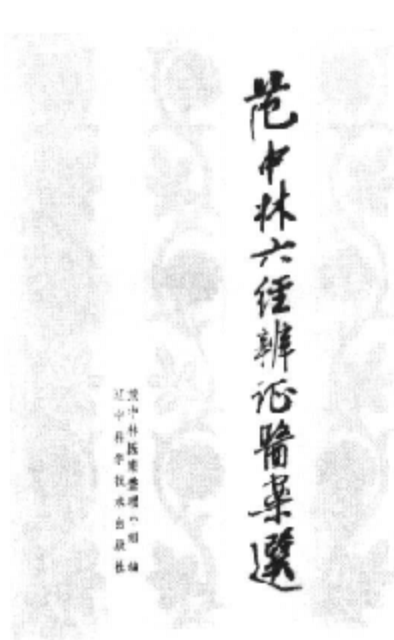 范中林六經辨证醫案選
范中林医案整理小组 编
辽宁科学技术出版社